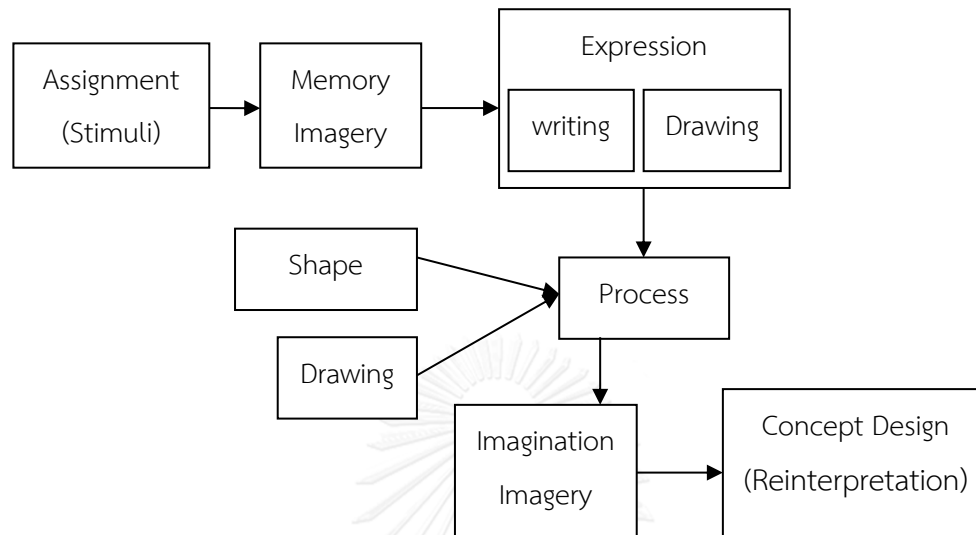 Assignment
(Stimuli)
Memory
Imagery
Expression
writing
Drawing
Shape
Process
Drawing
Imagination
Imagery
Concept Design
(Reinterpretation)